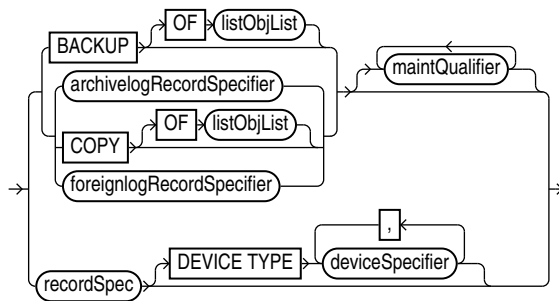 OF listObjList
BACKUP
maintQualifier
archivelogRecordSpecifier
OF listObjList
COPY
foreignlogRecordSpecifier
,
DEVICE TYPE deviceSpecifier
recordSpec